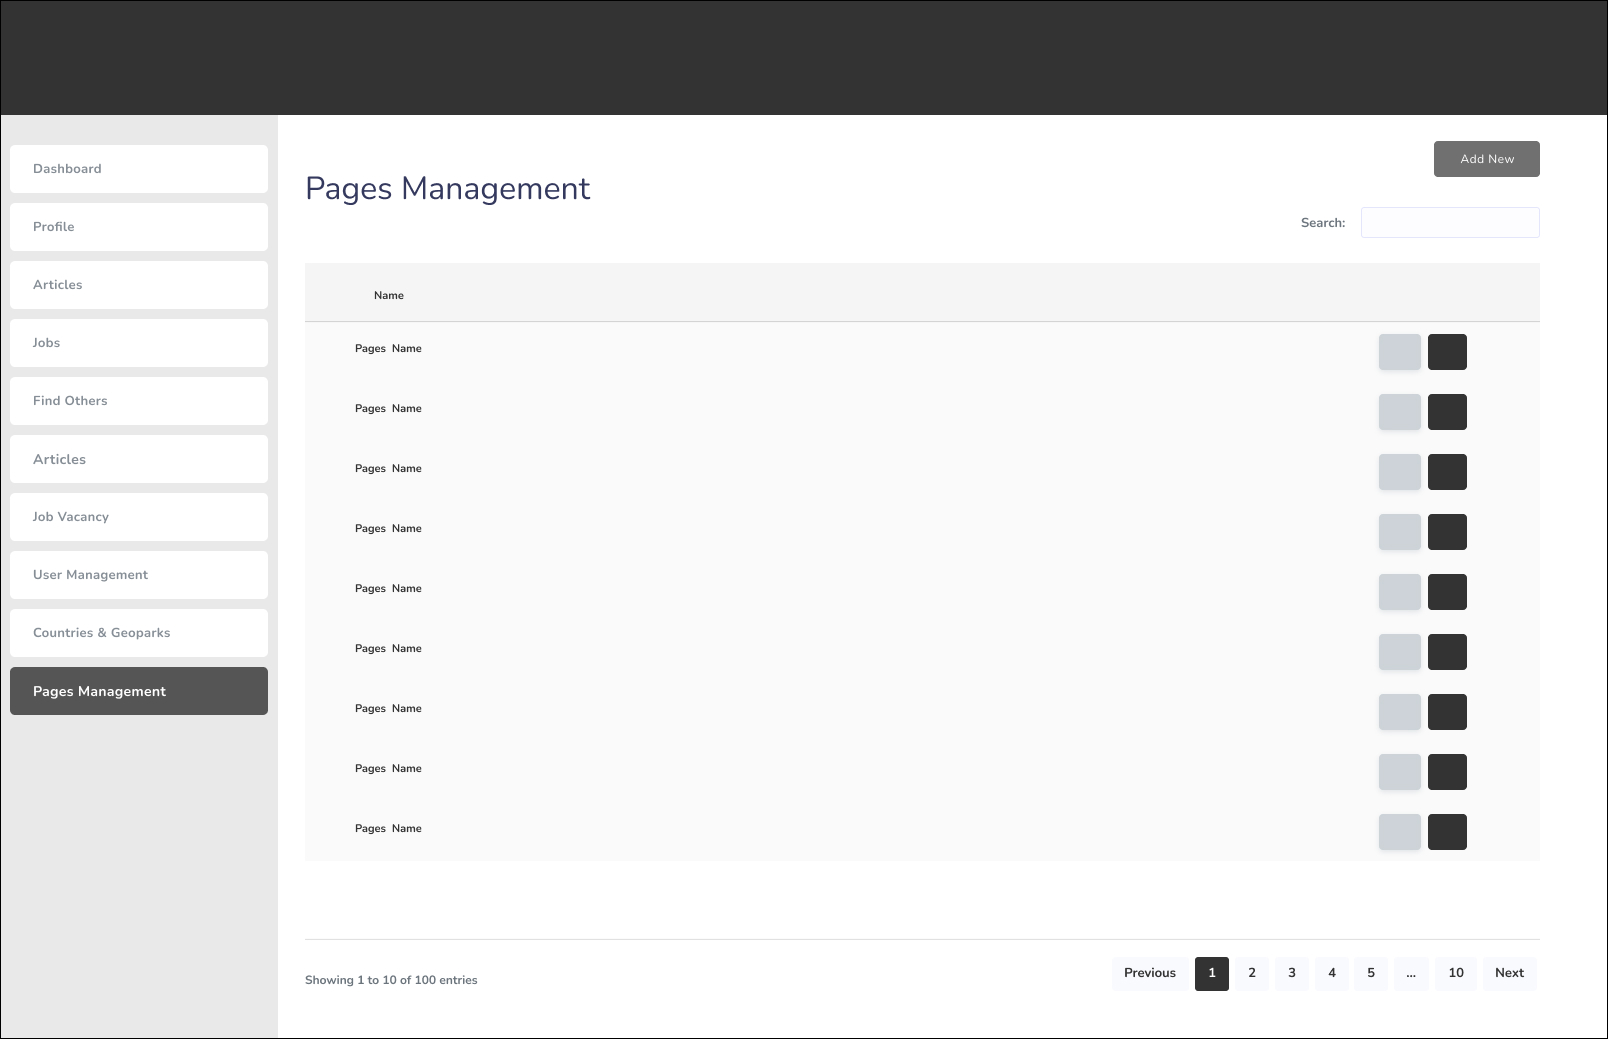 Add New
Pages Management
Search:
Dashboard
Profile
Articles
Jobs
Find Others
Articles
Job Vacancy
User Management
Countries & Geoparks
Pages Management
Name
Pages Name
Pages Name
Pages Name
Pages Name
Pages Name
Pages Name
Pages Name
Pages Name
Pages Name
Showing 1 to 10 of 100 entries
Previous 1 2 3 4 5 ... 10 Next